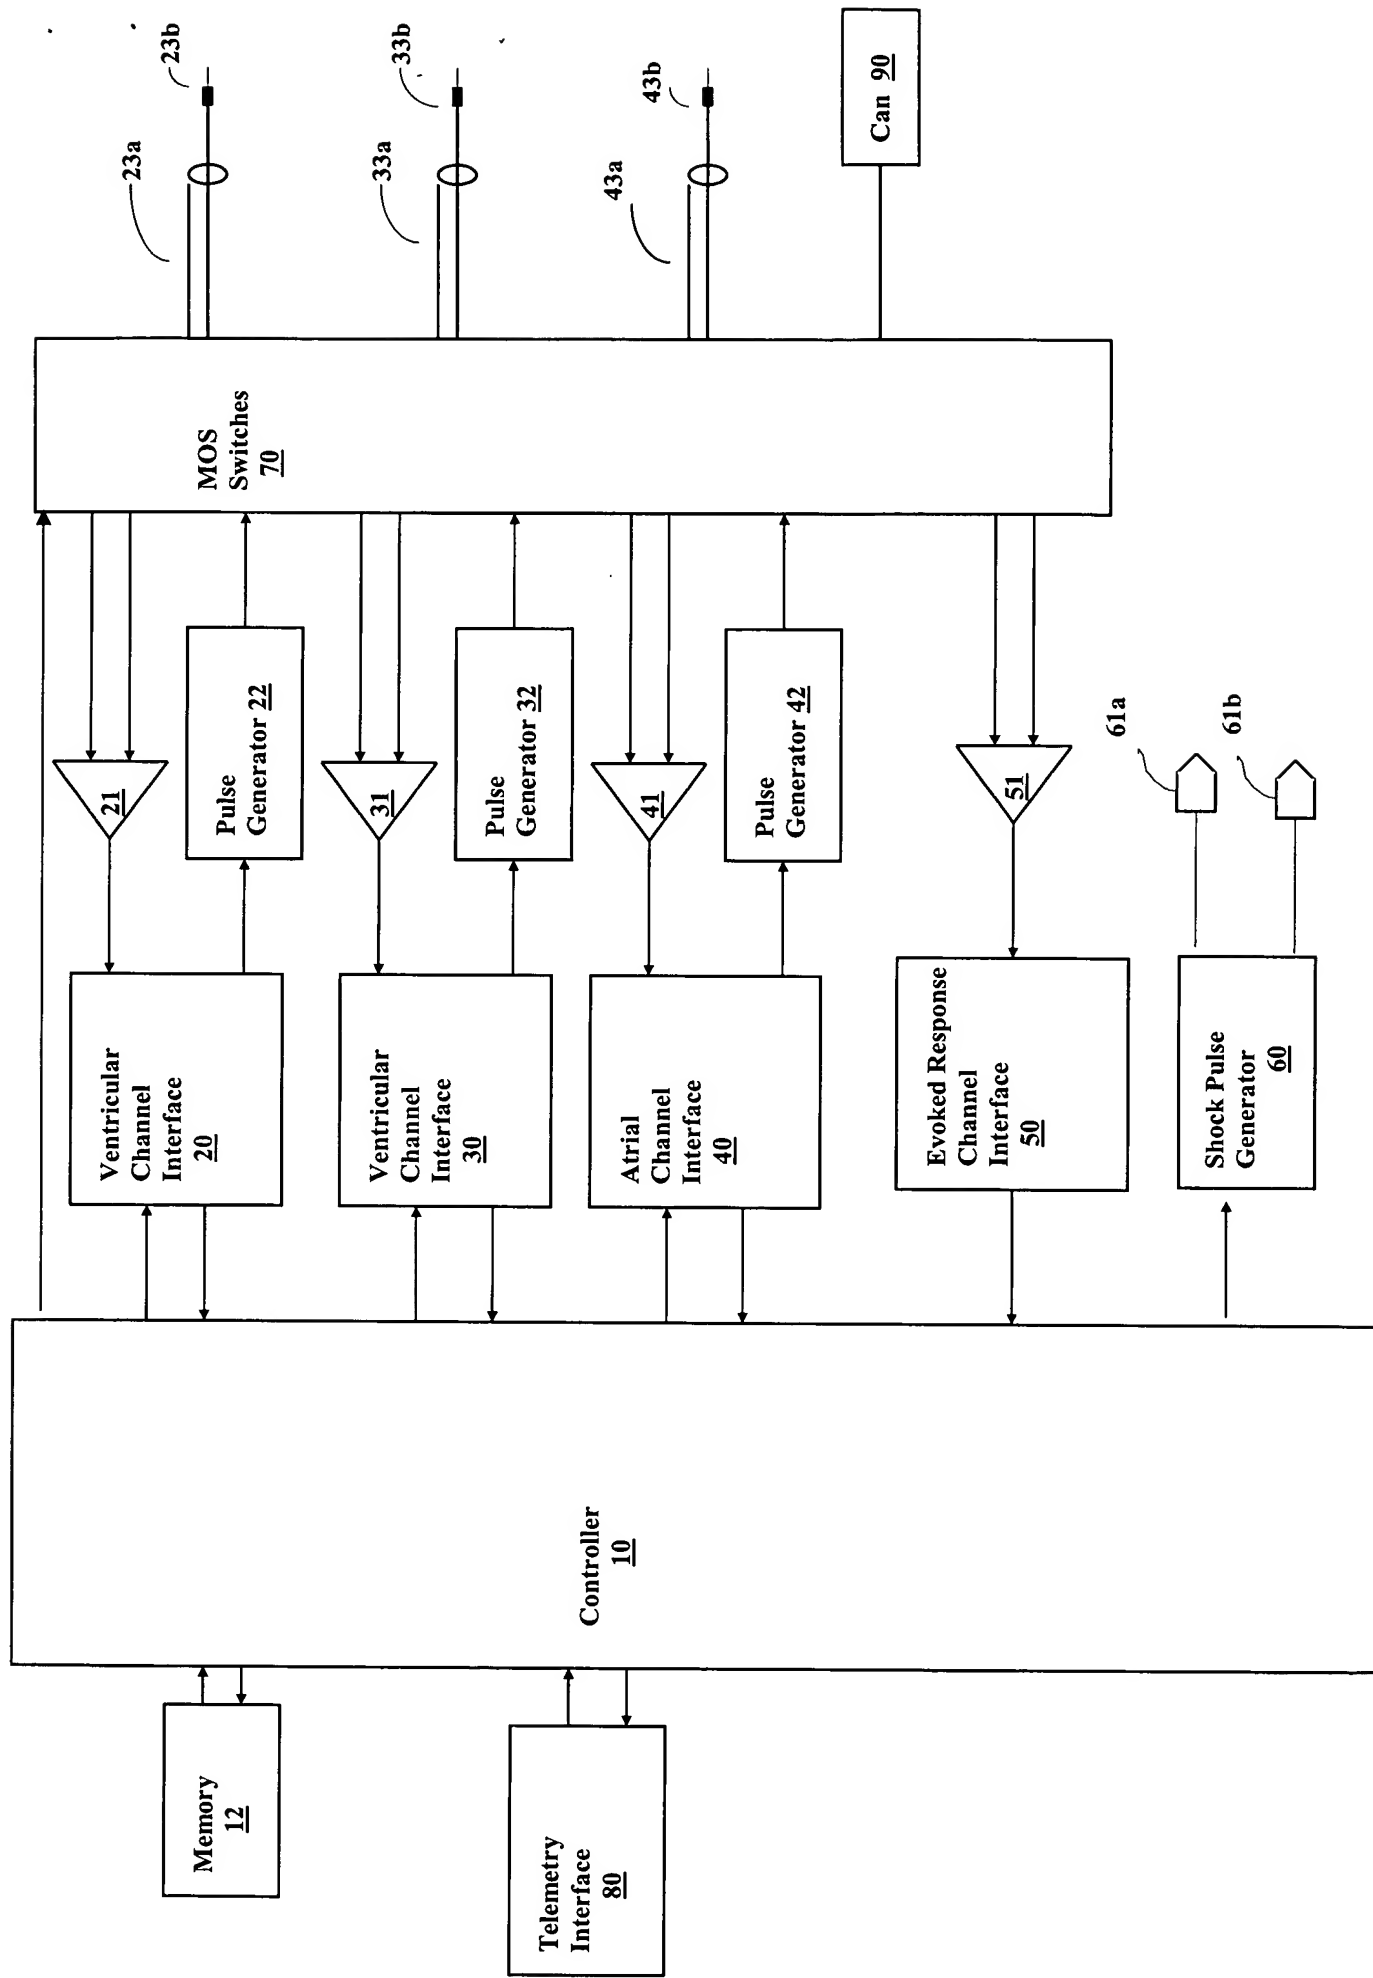 Memory
12
Telemetry
Interface
80
Controller
10
Ventricular
Channel
Interface
20
Ventricular
Channel
Interface
30
Atrial
Channel
Interface
40
Evoked Response
Channel
Interface
50
Shock Pulse
Generator
60
21
Pulse
Generator 22
31
Pulse
Generator 32
41
Pulse
Generator 42
51
61a
61b
MOS
Switches
70
23a
23b
33a
33b
43a
43b
Can 90